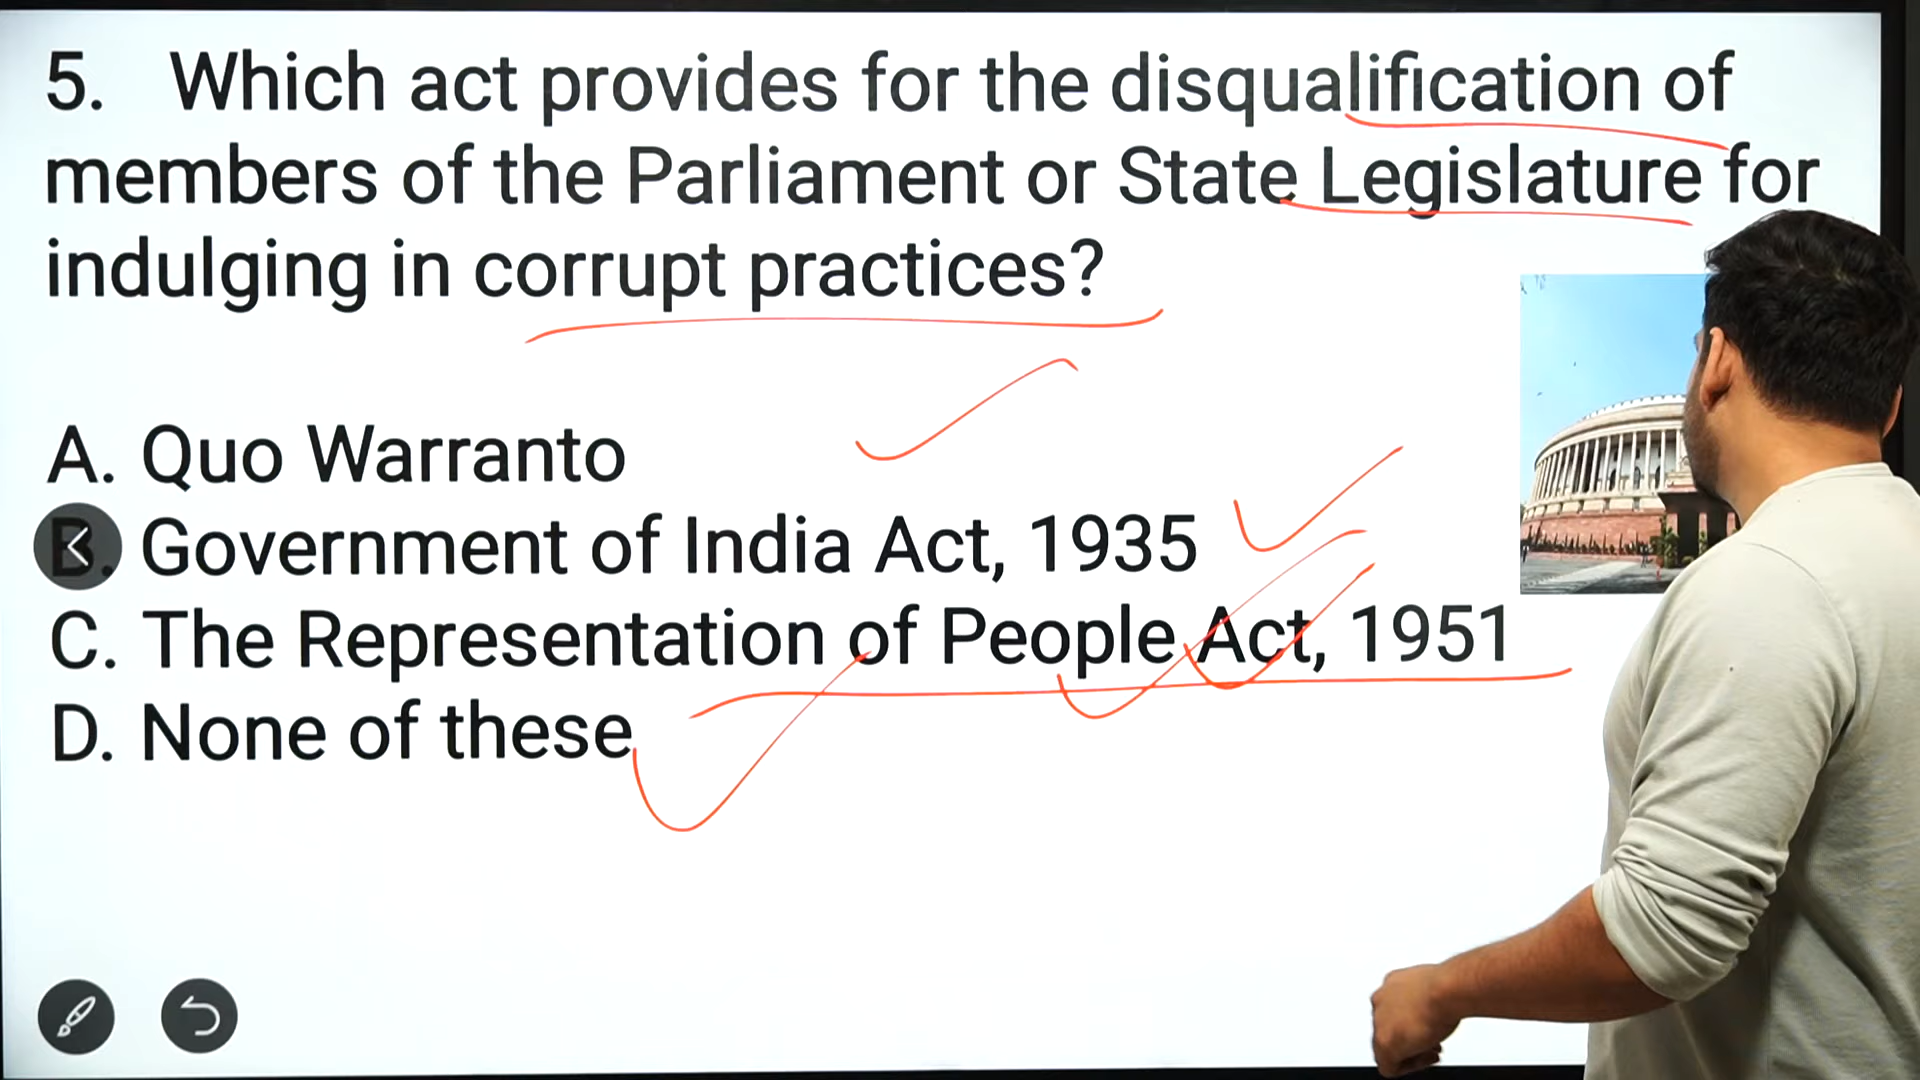 5. Which act provides for the disqualification of
members of the Parliament or State Legislature for
indulging in corrupt practices?
A. Quo Warranto
B. Government of India Act, 1935
C. The Representation of People Act, 1951
D. None of these